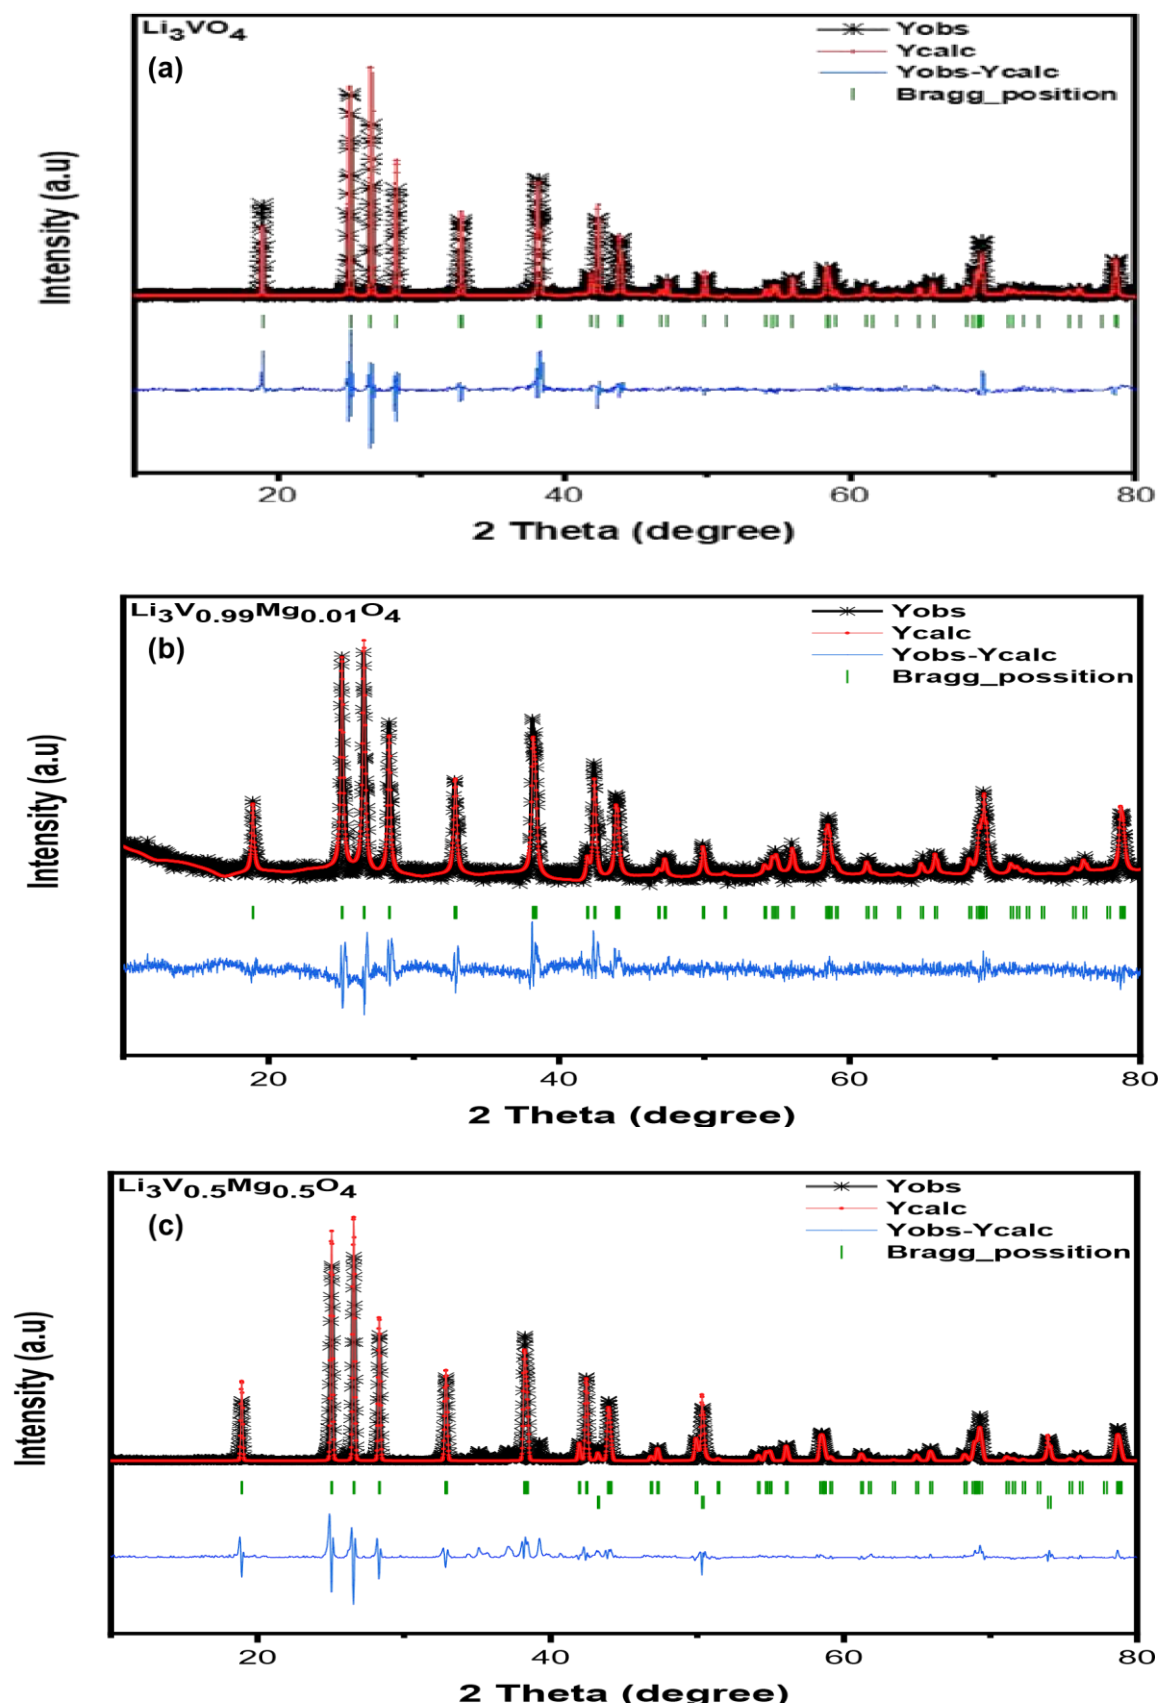 Li₃VO₄
(a)
Yobs
Ycalc
Yobs-Ycalc
Bragg_position
Intensity (a.u)
20 40 60 80
2 Theta (degree)
Li₃V₀.₉₉Mg₀.₀₁O₄
(b)
Yobs
Ycalc
Yobs-Ycalc
Bragg_possition
Intensity (a.u)
20 40 60 80
2 Theta (degree)
Li₃V₀.₅Mg₀.₅O₄
(c)
Yobs
Ycalc
Yobs-Ycalc
Bragg_possition
Intensity (a.u)
20 40 60 80
2 Theta (degree)